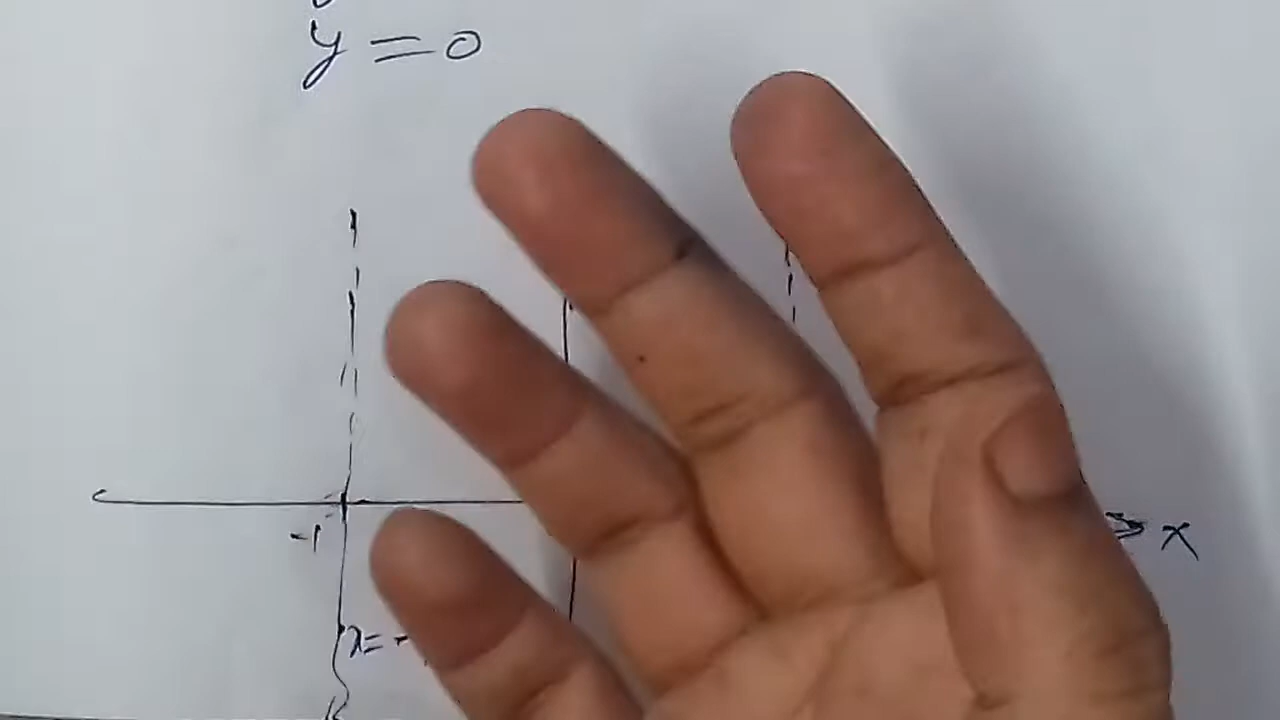 y = 0
-1
x
x = -